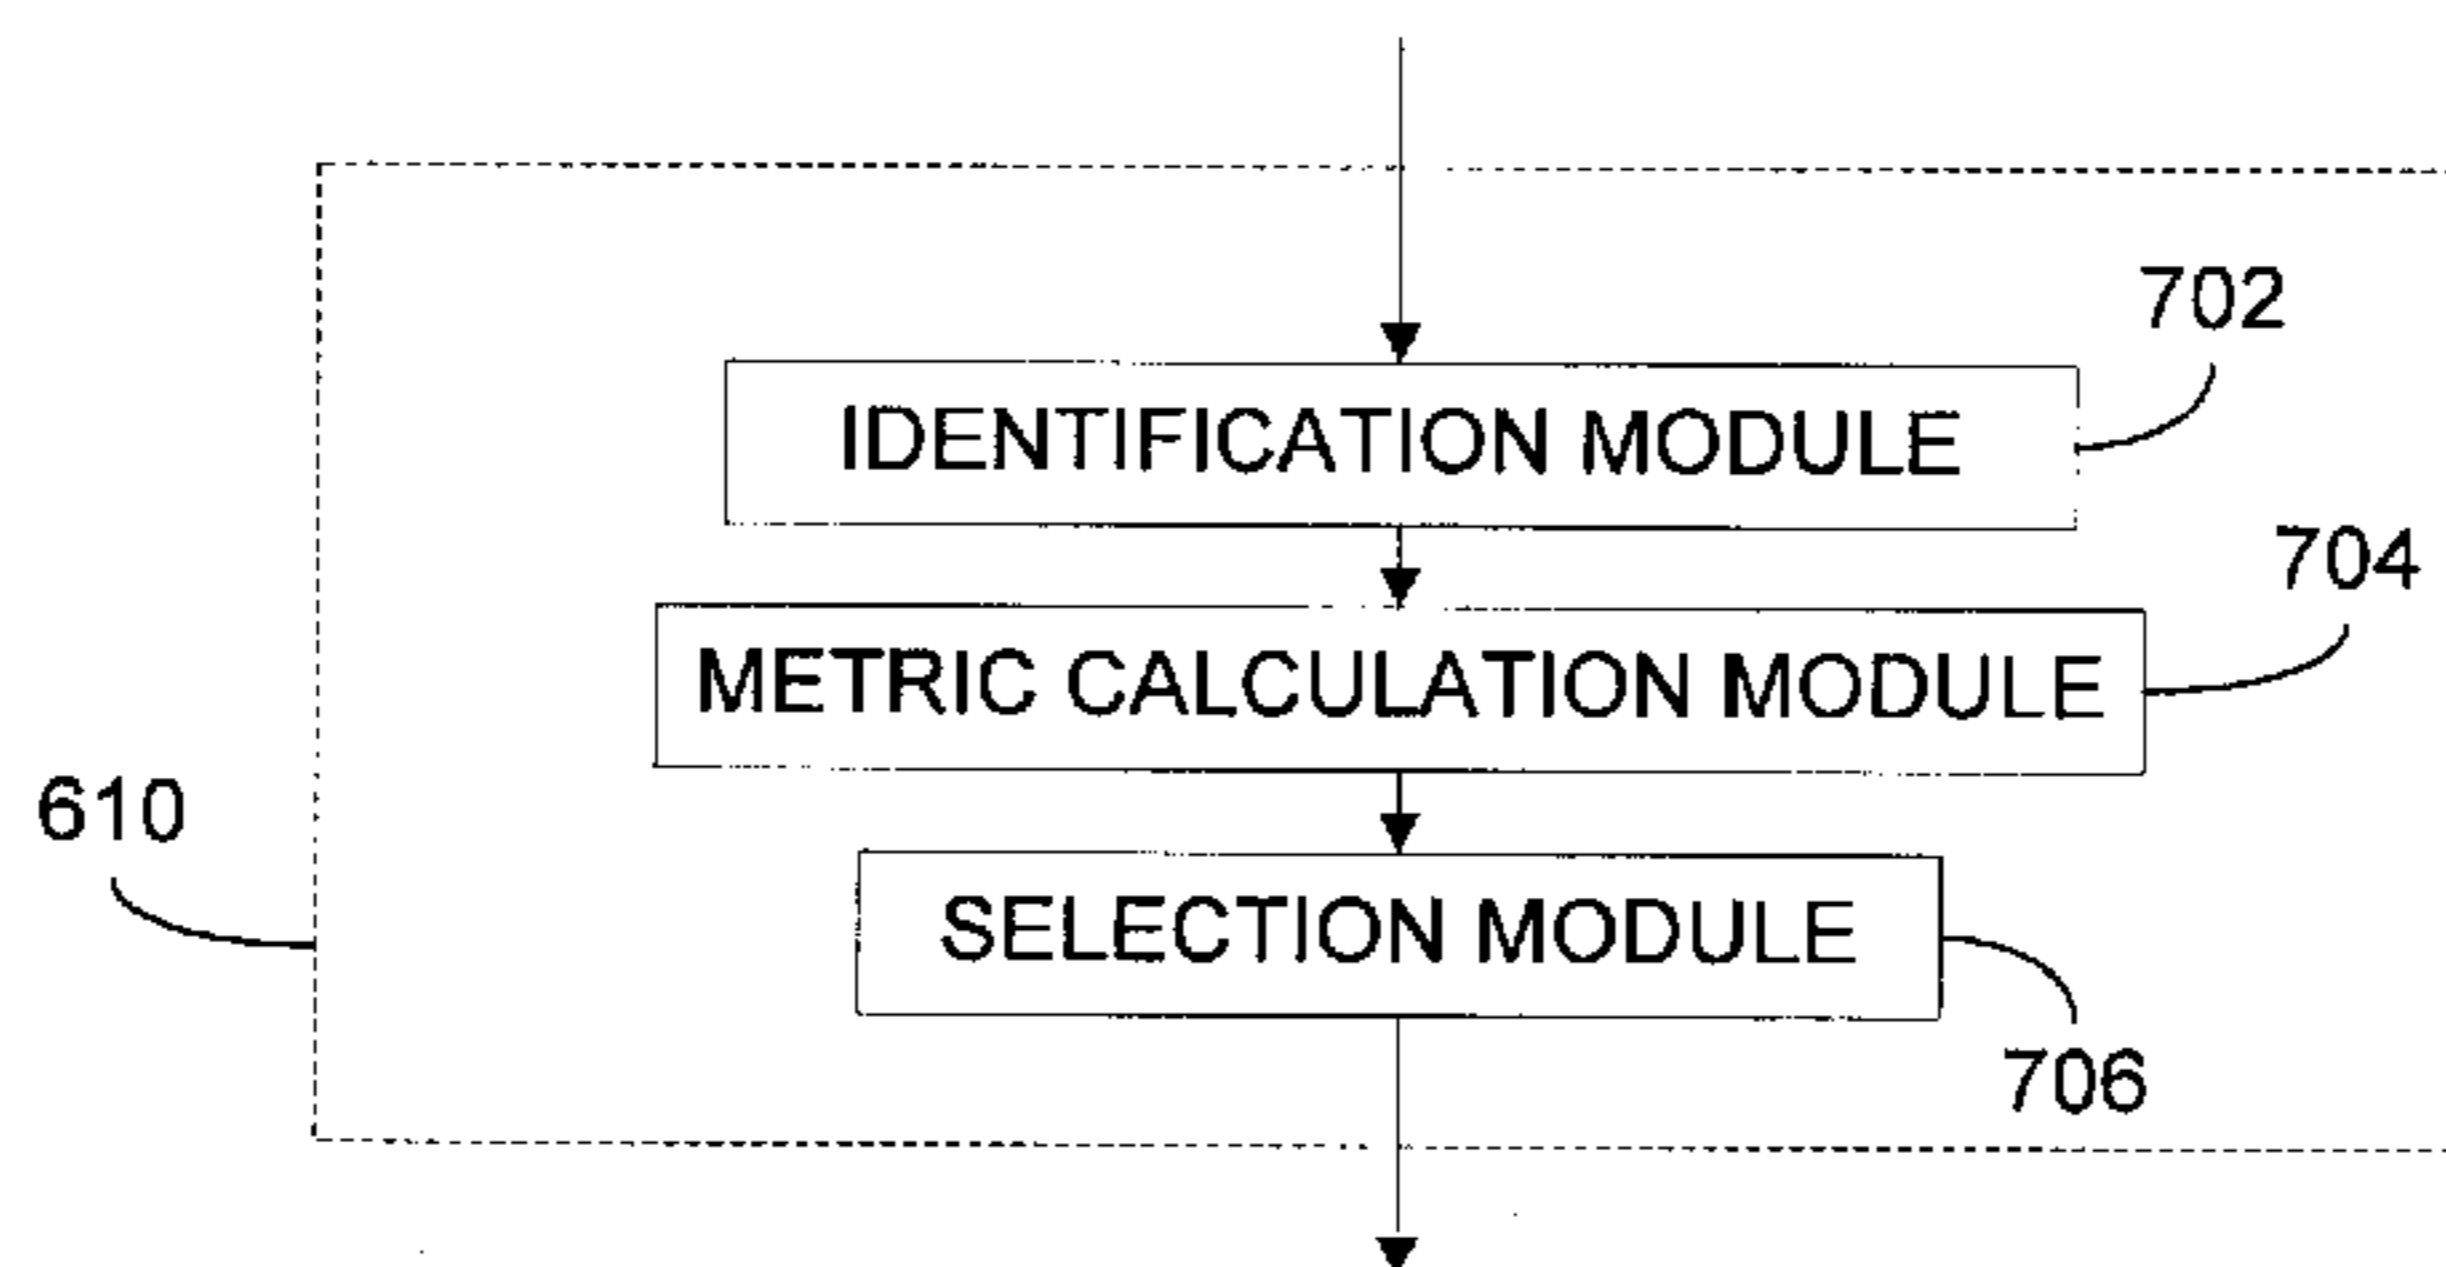 702
IDENTIFICATION MODULE
704
METRIC CALCULATION MODULE
610
SELECTION MODULE
706